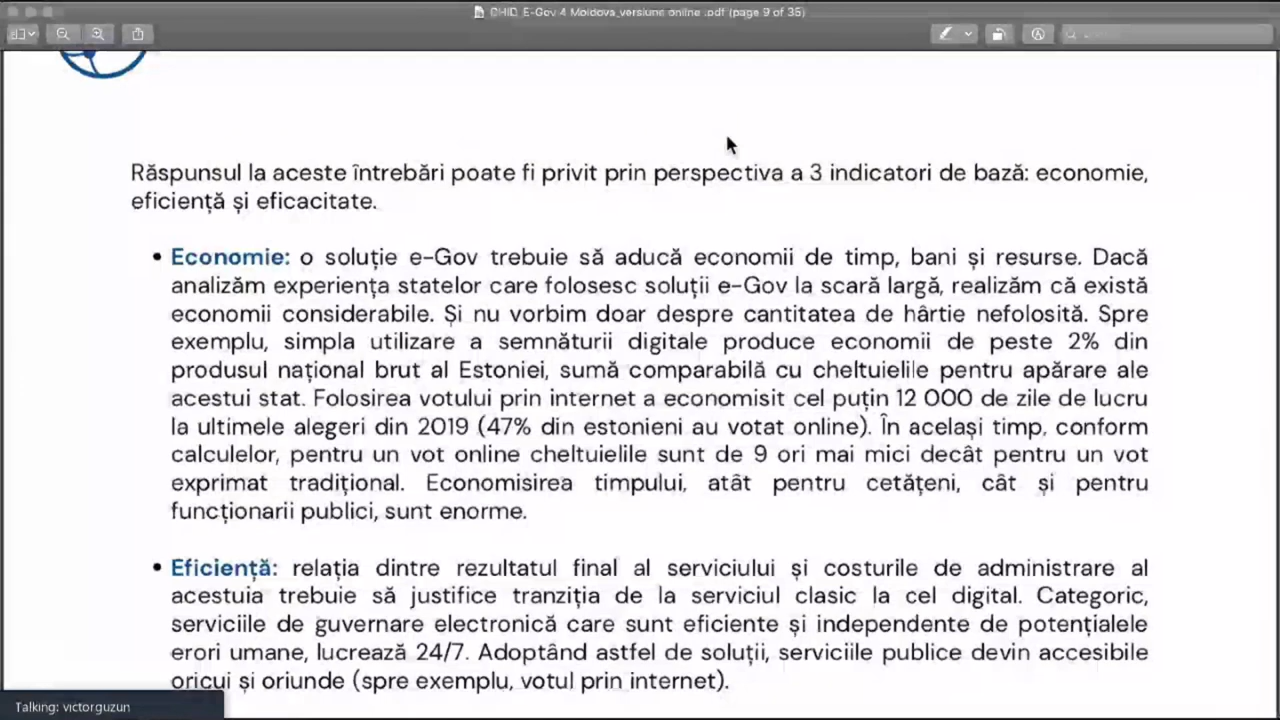 GHID_E-Gov 4 Moldova_versiune online .pdf (page 9 of 35)
Răspunsul la aceste întrebări poate fi privit prin perspectiva a 3 indicatori de bază: economie,
eficiență și eficacitate.
• Economie: o soluție e-Gov trebuie să aducă economii de timp, bani și resurse. Dacă
analizăm experiența statelor care folosesc soluții e-Gov la scară largă, realizăm că există
economii considerabile. Și nu vorbim doar despre cantitatea de hârtie nefolosită. Spre
exemplu, simpla utilizare a semnăturii digitale produce economii de peste 2% din
produsul național brut al Estoniei, sumă comparabilă cu cheltuielile pentru apărare ale
acestui stat. Folosirea votului prin internet a economisit cel puțin 12 000 de zile de lucru
la ultimele alegeri din 2019 (47% din estonieni au votat online). În același timp, conform
calculelor, pentru un vot online cheltuielile sunt de 9 ori mai mici decât pentru un vot
exprimat tradițional. Economisirea timpului, atât pentru cetățeni, cât și pentru
funcționarii publici, sunt enorme.
• Eficiență: relația dintre rezultatul final al serviciului și costurile de administrare al
acestuia trebuie să justifice tranziția de la serviciul clasic la cel digital. Categoric,
serviciile de guvernare electronică care sunt eficiente și independente de potențialele
erori umane, lucrează 24/7. Adoptând astfel de soluții, serviciile publice devin accesibile
oricui și oriunde (spre exemplu, votul prin internet).
Talking: victorguzun